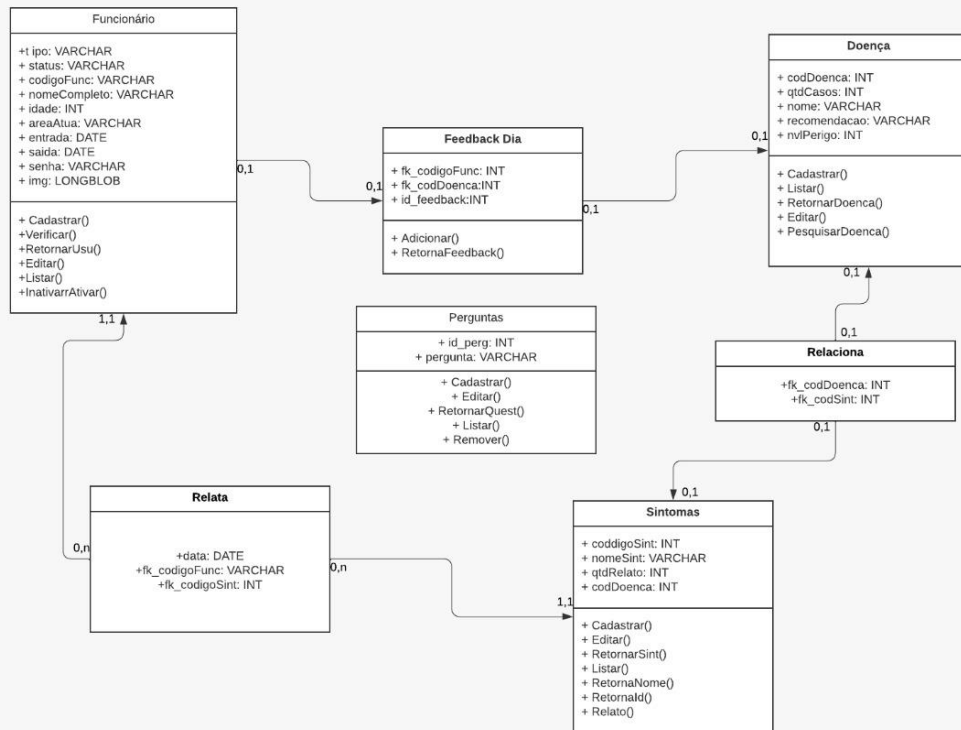 Funcionário
+t ipo: VARCHAR
+ status: VARCHAR
+ codigoFunc: VARCHAR
+ nomeCompleto: VARCHAR
+ idade: INT
+ areaAtua: VARCHAR
+ entrada: DATE
+ saida: DATE
+ senha: VARCHAR
+ img: LONGBLOB
+ Cadastrar()
+Verificar()
+RetornarUsu()
+Editar()
+Listar()
+InativarrAtivar()
0,1
0,1
1,1
Feedback Dia
+ fk_codigoFunc: INT
+ fk_codDoenca:INT
+ id_feedback:INT
+ Adicionar()
+ RetornaFeedback()
0,1
0,1
Doença
+ codDoenca: INT
+ qtdCasos: INT
+ nome: VARCHAR
+ recomendacao: VARCHAR
+ nvlPerigo: INT
+ Cadastrar()
+ Listar()
+ RetornarDoenca()
+ Editar()
+ PesquisarDoenca()
0,1
0,1
Perguntas
+ id_perg: INT
+ pergunta: VARCHAR
+ Cadastrar()
+ Editar()
+ RetornarQuest()
+ Listar()
+ Remover()
Relaciona
+fk_codDoenca: INT
+fk_codSint: INT
0,1
0,1
Relata
+data: DATE
+fk_codigoFunc: VARCHAR
+fk_codigoSint: INT
0,n
0,n
1,1
Sintomas
+ coddigoSint: INT
+ nomeSint: VARCHAR
+ qtdRelato: INT
+ codDoenca: INT
+ Cadastrar()
+ Editar()
+ RetornarSint()
+ Listar()
+ RetornaNome()
+ RetornaId()
+ Relato()